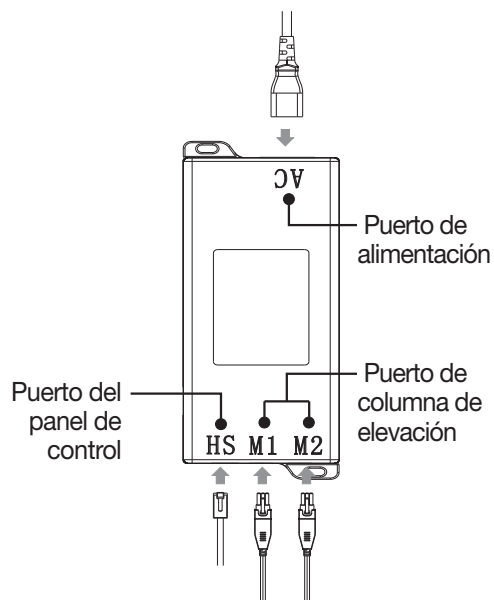 AC
Puerto de
alimentación
Puerto del
panel de
control
Puerto de
columna de
elevación
HS M1 M2